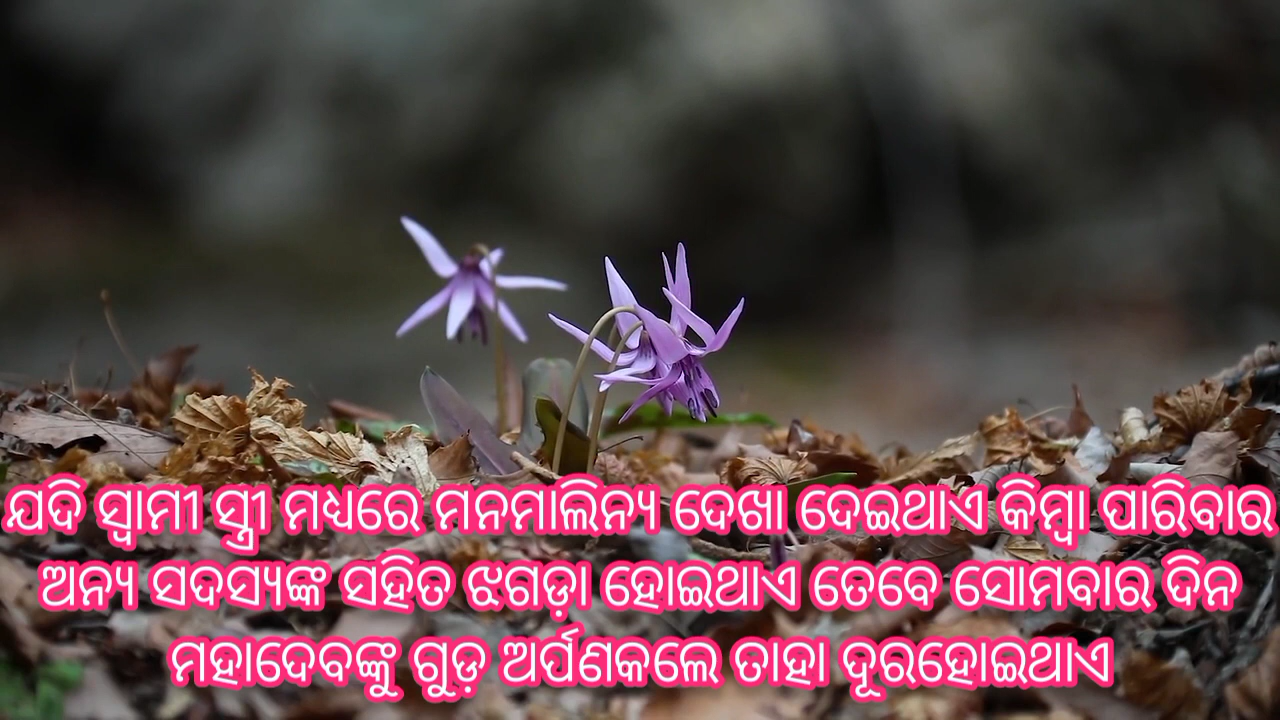 ଯଦି ସ୍ୱାମୀ ସ୍ତ୍ରୀ ମଧ୍ୟରେ ମନମାଲିନ୍ୟ ଦେଖା ଦେଇଥାଏ କିମ୍ବା ପାରିବାର
ଅନ୍ୟ ସଦସ୍ୟଙ୍କ ସହିତ ଝଗଡ଼ା ହୋଇଥାଏ ତେବେ ସୋମବାର ଦିନ
ମହାଦେବଙ୍କୁ ଗୁଡ଼ ଅର୍ପଣକଲେ ତାହା ଦୂରହୋଇଥାଏ